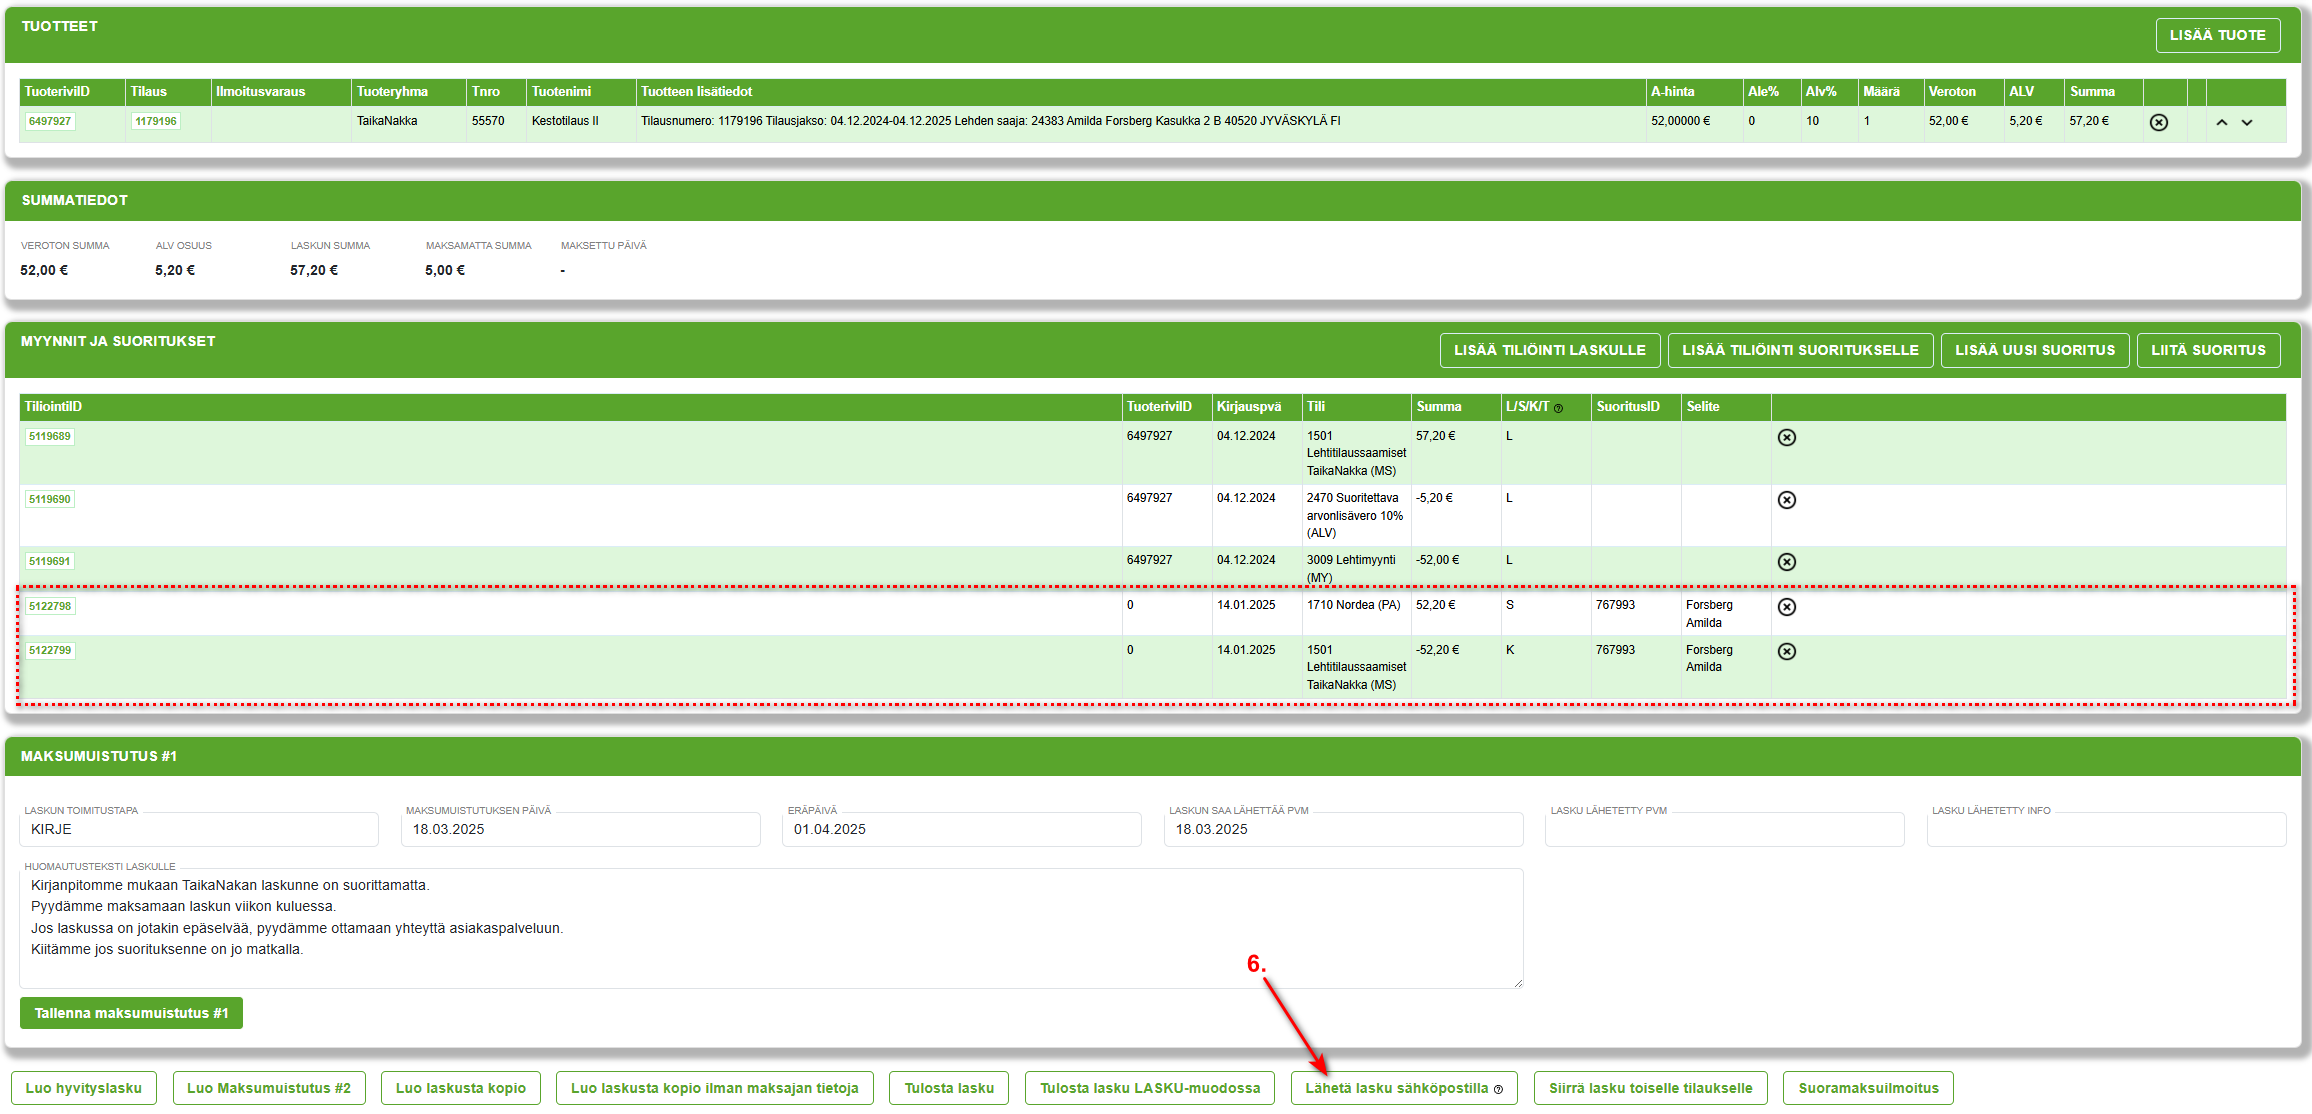 TUOTTEET
LISÄÄ TUOTE
TuoteriviID Tilaus Ilmoitusvaraus Tuoteryhma Tnro Tuotenimi Tuotteen lisätiedot A-hinta Ale% Alv% Määrä Veroton ALV Summa
6497927 1179196 TaikaNakka 55570 Kestotilaus II Tilausnumero: 1179196 Tilausjakso: 04.12.2024-04.12.2025 Lehden saaja: 24383 Amilda Forsberg Kasukka 2 B 40520 JYVÄSKYLÄ FI 52,00000 € 0 10 1 52,00 € 5,20 € 57,20 €
SUMMATIEDOT
VEROTON SUMMA ALV OSUUS LASKUN SUMMA MAKSAMATTA SUMMA MAKSETTU PÄIVÄ
52,00 € 5,20 € 57,20 € 5,00 € -
MYYNNIT JA SUORITUKSET
LISÄÄ TILIÖINTI LASKULLE LISÄÄ TILIÖINTI SUORITUKSELLE LISÄÄ UUSI SUORITUS LIITÄ SUORITUS
TiliointiID TuoteriviID Kirjauspvä Tili Summa L/S/K/T SuoritusID Selite
5119689 6497927 04.12.2024 1501 57,20 € L
Lehtitilaussaamiset
TaikaNakka (MS)
5119690 6497927 04.12.2024 2470 Suoritettava -5,20 € L
arvonlisävero 10%
(ALV)
5119691 6497927 04.12.2024 3009 Lehtimyynti -52,00 € L
(MY)
5122798 0 14.01.2025 1710 Nordea (PA) 52,20 € S 767993 Forsberg
Amilda
5122799 0 14.01.2025 1501 -52,20 € K 767993 Forsberg
Lehtitilaussaamiset Amilda
TaikaNakka (MS)
MAKSUMUISTUTUS #1
LASKUN TOIMITUSTAPA MAKSUMUISTUTUKSEN PÄIVÄ ERÄPÄIVÄ LASKUN SAA LÄHETTÄÄ PVM LASKU LÄHETETTY PVM LASKU LÄHETETTY INFO
KIRJE 18.03.2025 01.04.2025 18.03.2025
HUOMAUTUSTEKSTI LASKULLE
Kirjanpitomme mukaan TaikaNakan laskunne on suorittamatta.
Pyydämme maksamaan laskun viikon kuluessa.
Jos laskussa on jotakin epäselvää, pyydämme ottamaan yhteyttä asiakaspalveluun.
Kiitämme jos suorituksenne on jo matkalla.
6.
Tallenna maksumuistutus #1
Luo hyvityslasku Luo Maksumuistutus #2 Luo laskusta kopio Luo laskusta kopio ilman maksajan tietoja Tulosta lasku Tulosta lasku LASKU-muodossa Lähetä lasku sähköpostilla Siirrä lasku toiselle tilaukselle Suoramaksuilmoitus